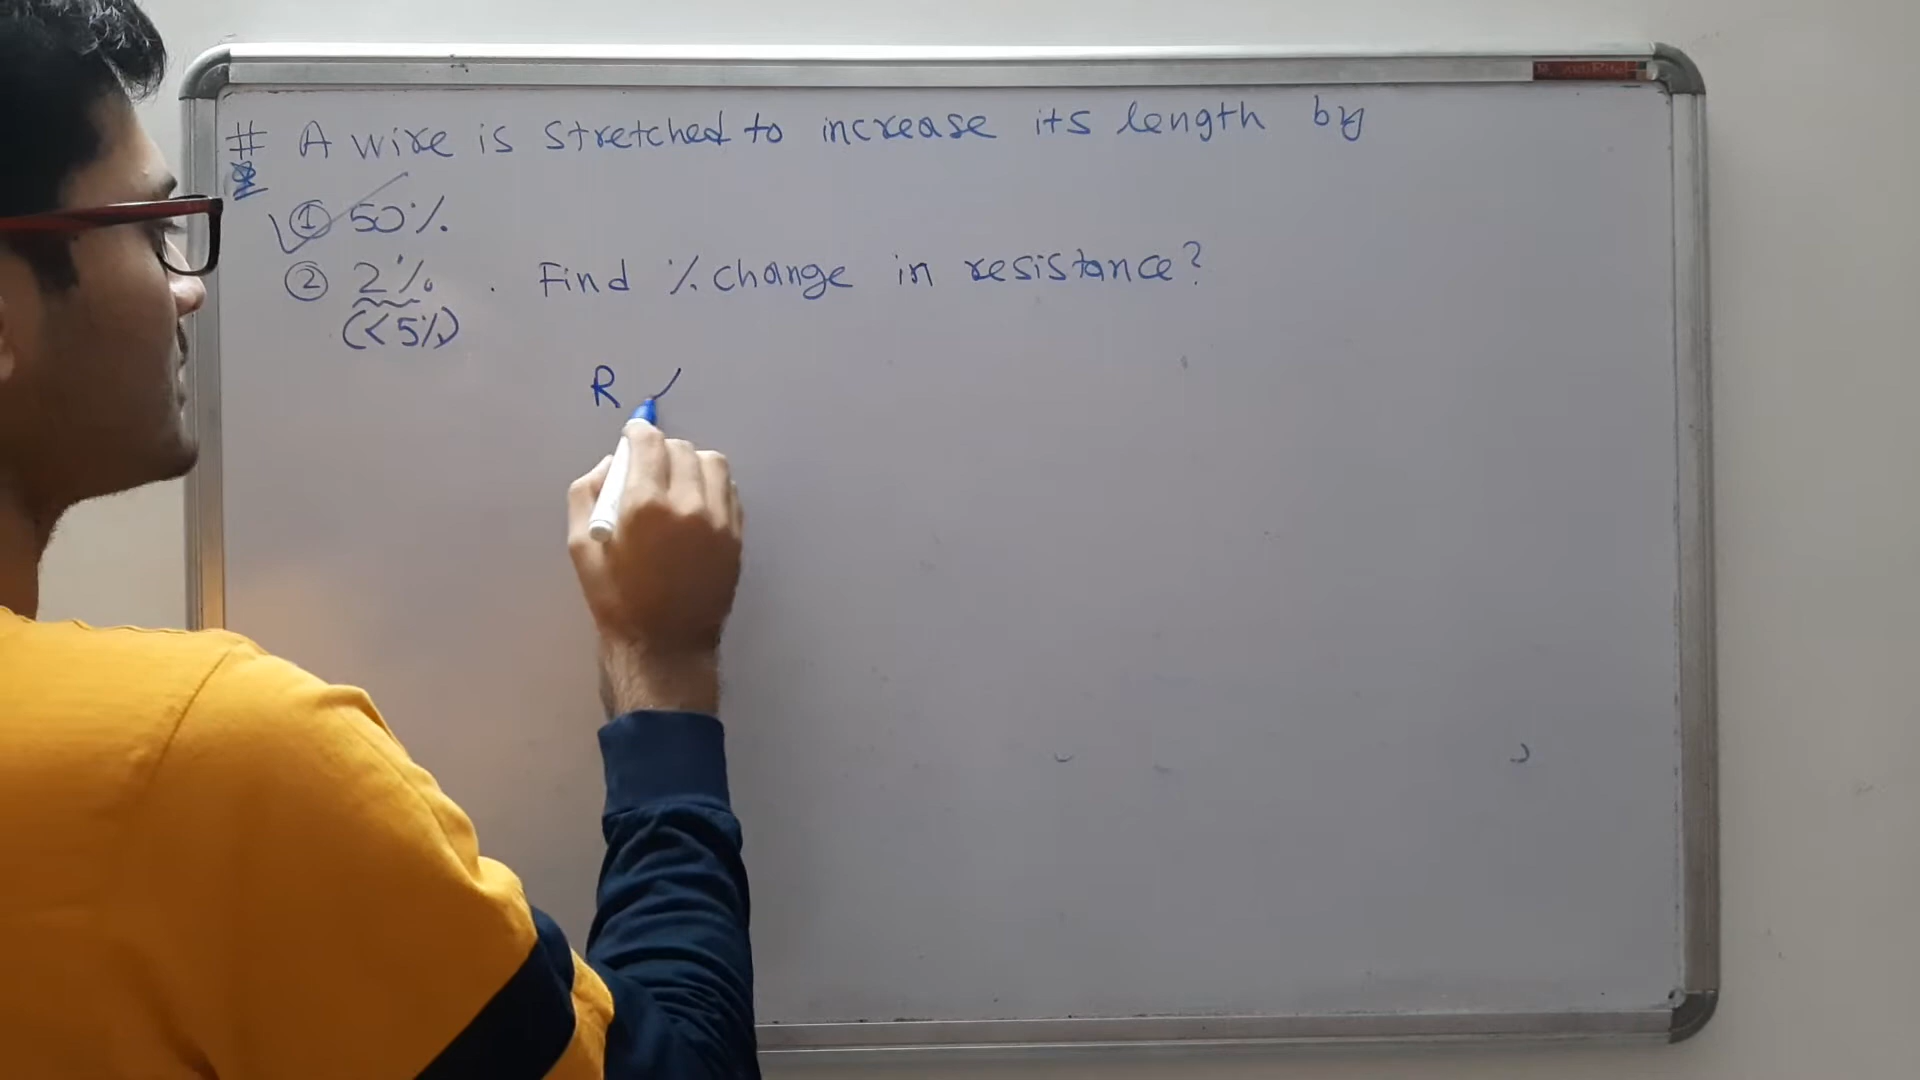 # A wire is stretched to increase its length by
① 50%
② 2% . Find % change in resistance?
(<5%)
R